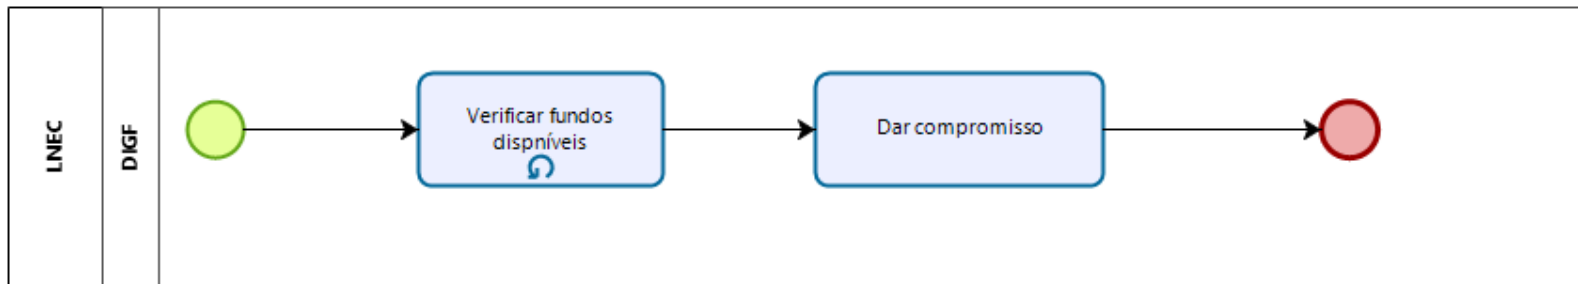 LNEC
DIGF
Verificar fundos
dispníveis
Dar compromisso